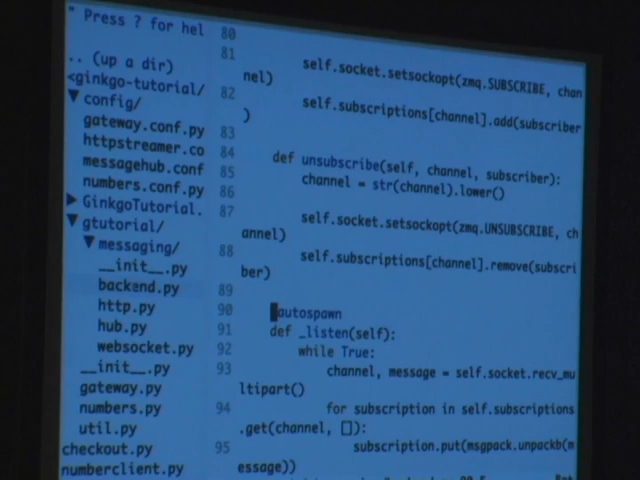 " Press ? for hel
.. (up a dir)
<ginkgo-tutorial/
▼ config/
gateway.conf.py
httpstreamer.co
messagehub.conf
numbers.conf.py
▶ GinkgoTutorial.
▼ gtutorial/
▼ messaging/
__init__.py
backend.py
http.py
hub.py
websocket.py
__init__.py
gateway.py
numbers.py
util.py
checkout.py
numberclient.py
80
81 self.socket.setsockopt(zmq.SUBSCRIBE, chan
nel)
82 self.subscriptions[channel].add(subscriber
)
83
84 def unsubscribe(self, channel, subscriber):
85 channel = str(channel).lower()
86
87 self.socket.setsockopt(zmq.UNSUBSCRIBE, ch
annel)
88 self.subscriptions[channel].remove(subscri
ber)
89
90 autospawn
91 def _listen(self):
92 while True:
93 channel, message = self.socket.recv_mu
ltipart()
94 for subscription in self.subscriptions
.get(channel, []):
95 subscription.put(msgpack.unpackb(m
essage))